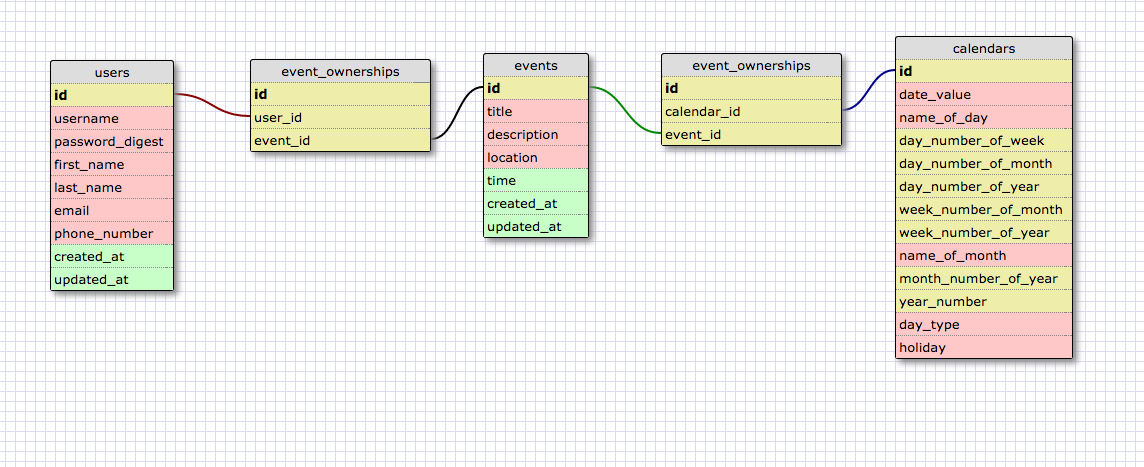 users
id
username
password_digest
first_name
last_name
email
phone_number
created_at
updated_at
event_ownerships
id
user_id
event_id
events
id
title
description
location
time
created_at
updated_at
event_ownerships
id
calendar_id
event_id
calendars
id
date_value
name_of_day
day_number_of_week
day_number_of_month
day_number_of_year
week_number_of_month
week_number_of_year
name_of_month
month_number_of_year
year_number
day_type
holiday